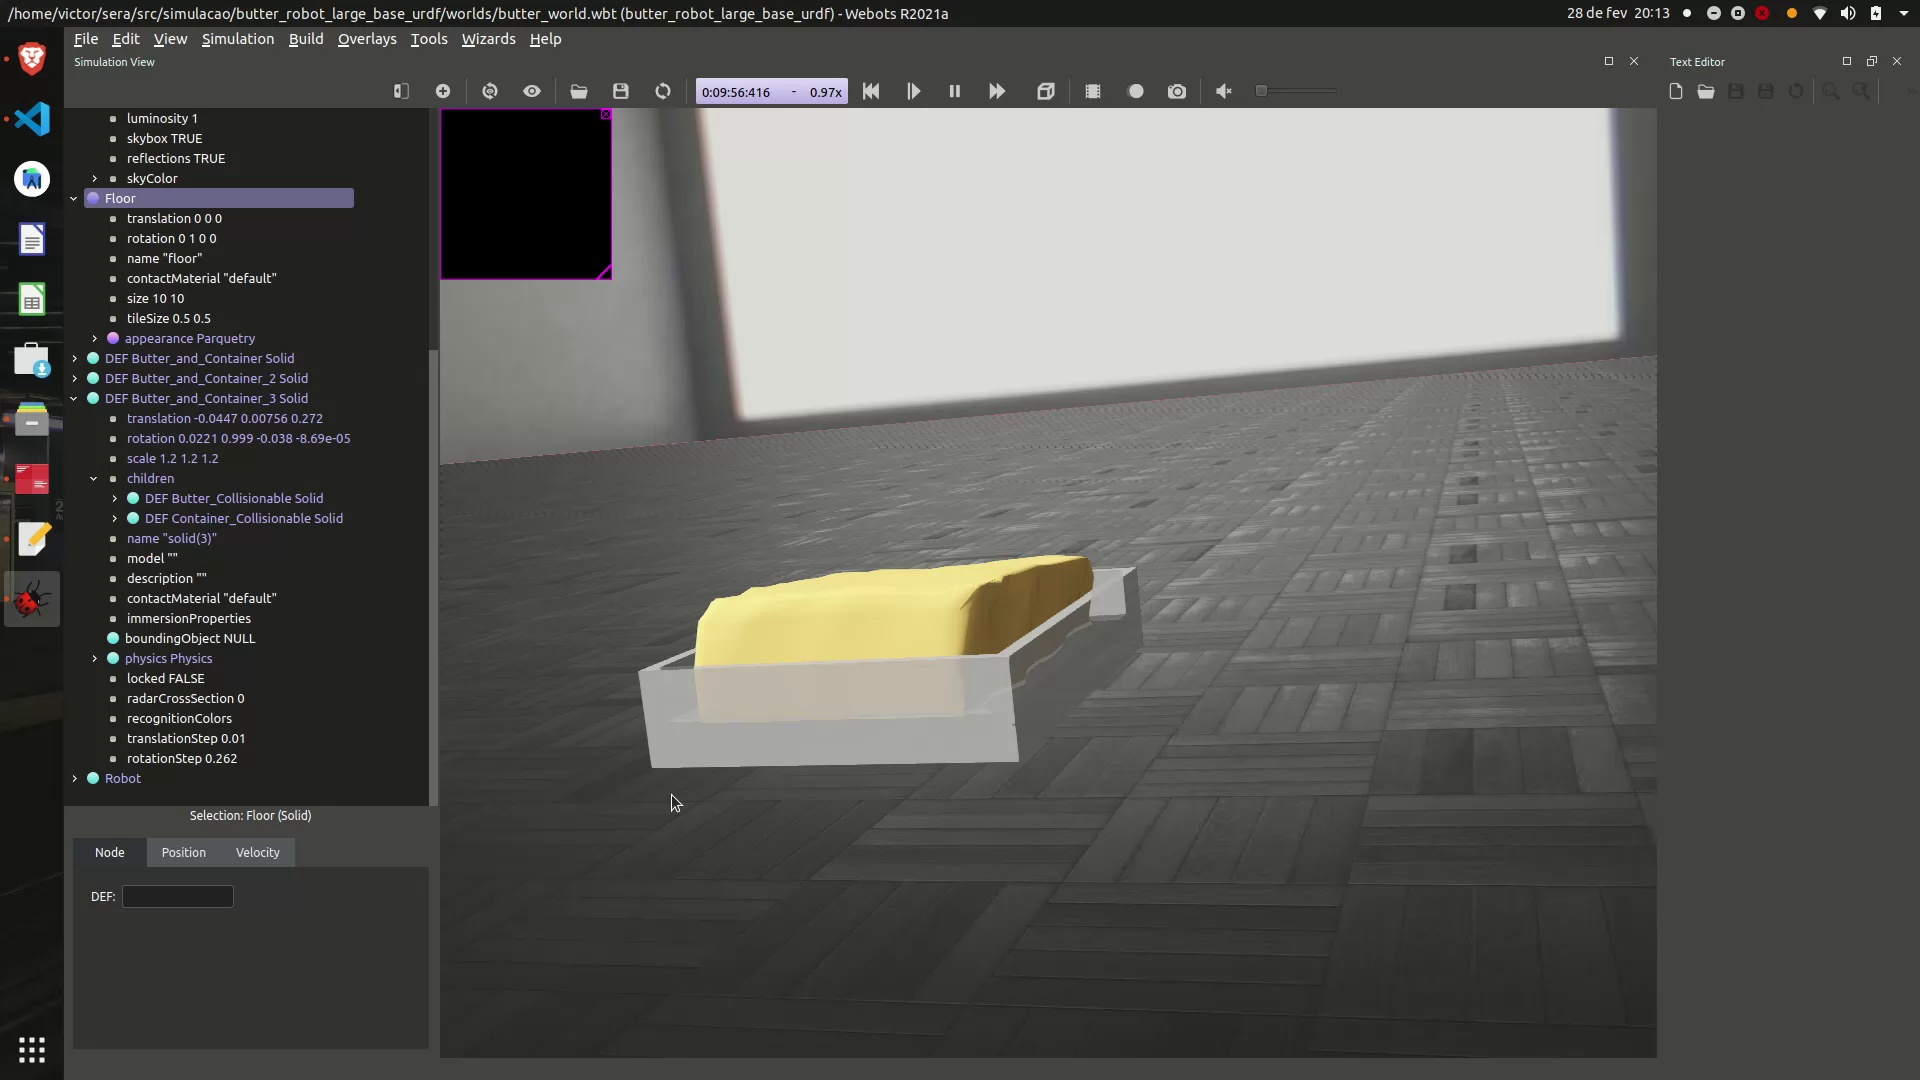 /home/victor/sera/src/simulacao/butter_robot_large_base_urdf/worlds/butter_world.wbt (butter_robot_large_base_urdf) - Webots R2021a
28 de fev 20:13
File Edit View Simulation Build Overlays Tools Wizards Help
Simulation View
Text Editor
0:09:56:416 - 0.97x
luminosity 1
skybox TRUE
reflections TRUE
skyColor
Floor
translation 0 0 0
rotation 0 1 0 0
name "floor"
contactMaterial "default"
size 10 10
tileSize 0.5 0.5
appearance Parquetry
DEF Butter_and_Container Solid
DEF Butter_and_Container_2 Solid
DEF Butter_and_Container_3 Solid
translation -0.0447 0.00756 0.272
rotation 0.0221 0.999 -0.038 -8.69e-05
scale 1.2 1.2 1.2
children
DEF Butter_Collisionable Solid
DEF Container_Collisionable Solid
name "solid(3)"
model ""
description ""
contactMaterial "default"
immersionProperties
boundingObject NULL
physics Physics
locked FALSE
radarCrossSection 0
recognitionColors
translationStep 0.01
rotationStep 0.262
Robot
Selection: Floor (Solid)
Node Position Velocity
DEF: